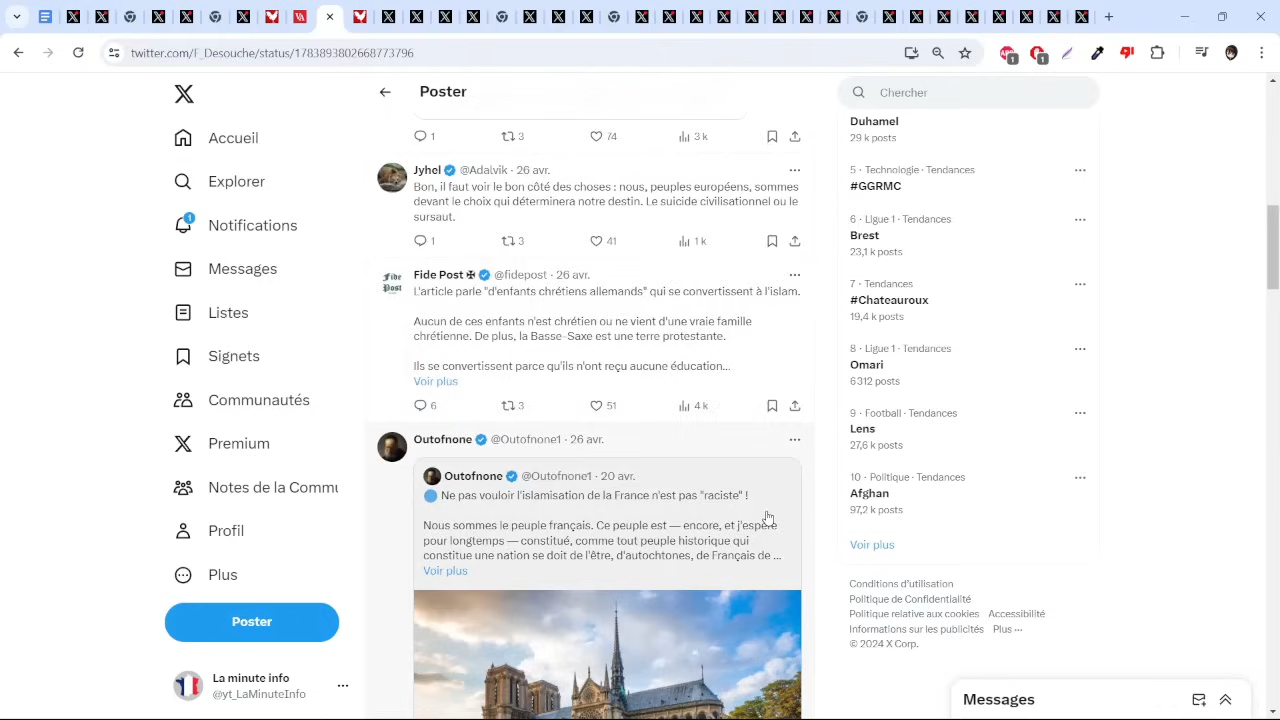 twitter.com/F_Desouche/status/1783893802668773796
1
1
Accueil
Explorer
1
Notifications
Messages
Listes
Signets
Communautés
Premium
Notes de la Commu
Profil
Plus
Poster
La minute info
@yt_LaMinuteInfo
Poster
1
3
74
3 k
Jyhel @Adalvik · 26 avr.
Bon, il faut voir le bon côté des choses : nous, peuples européens, sommes
devant le choix qui déterminera notre destin. Le suicide civilisationnel ou le
sursaut.
1
3
41
1 k
Fide Post ✠ @fidepost · 26 avr.
Fide
Post
L'article parle "d'enfants chrétiens allemands" qui se convertissent à l'islam.
Aucun de ces enfants n'est chrétien ou ne vient d'une vraie famille
chrétienne. De plus, la Basse-Saxe est une terre protestante.
Ils se convertissent parce qu'ils n'ont reçu aucune éducation...
Voir plus
6
3
51
4 k
Outofnone @Outofnone1 · 26 avr.
Outofnone @Outofnone1 · 20 avr.
Ne pas vouloir l'islamisation de la France n'est pas "raciste" !
Nous sommes le peuple français. Ce peuple est — encore, et j'espère
pour longtemps — constitué, comme tout peuple historique qui
constitue une nation se doit de l'être, d'autochtones, de Français de ...
Voir plus
Chercher
Duhamel
29 k posts
5 · Technologie · Tendances
#GGRMC
6 · Ligue 1 · Tendances
Brest
23,1 k posts
7 · Tendances
#Chateauroux
19,4 k posts
8 · Ligue 1 · Tendances
Omari
6 312 posts
9 · Football · Tendances
Lens
27,6 k posts
10 · Politique · Tendances
Afghan
97,2 k posts
Voir plus
Conditions d'utilisation
Politique de Confidentialité
Politique relative aux cookies Accessibilité
Informations sur les publicités Plus ···
© 2024 X Corp.
Messages